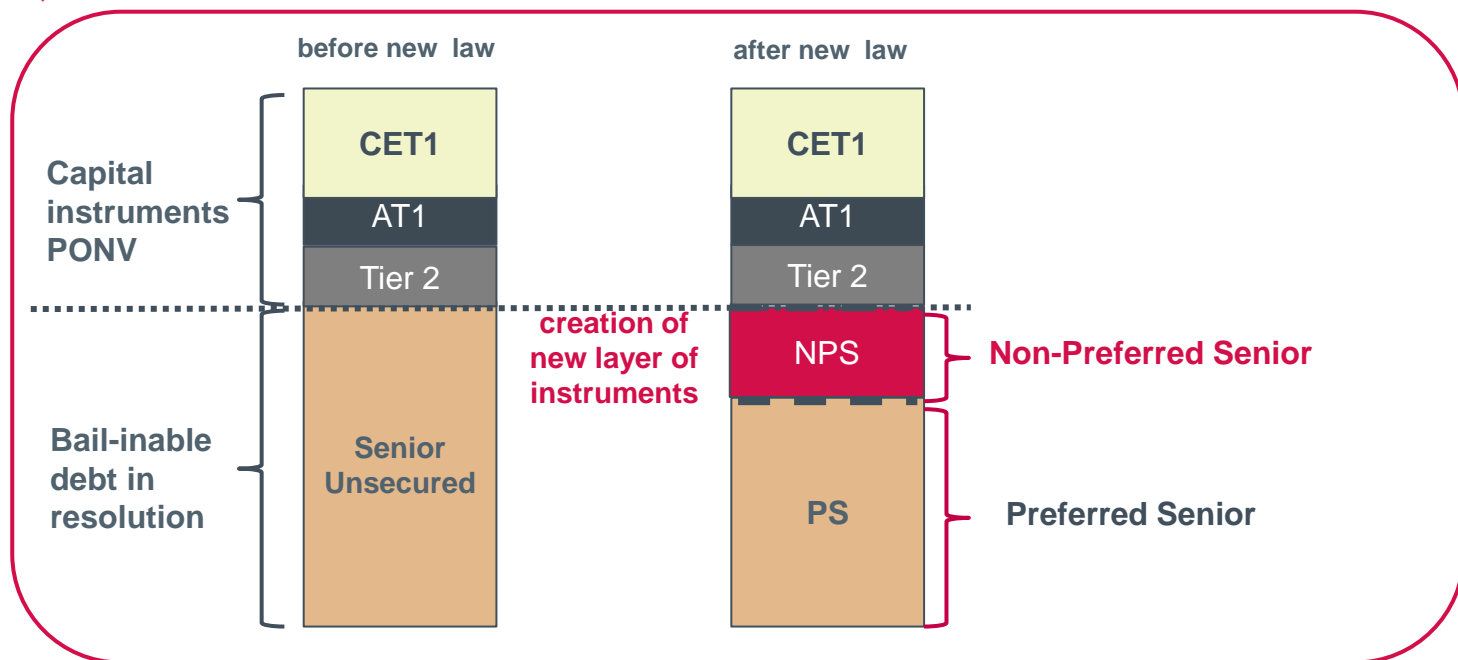 before new law
after new law
Capital
instruments
PONV
CET1
AT1
Tier 2
CET1
AT1
Tier 2
creation of
new layer of
instruments
NPS
Non-Preferred Senior
Bail-inable
debt in
resolution
Senior
Unsecured
PS
Preferred Senior